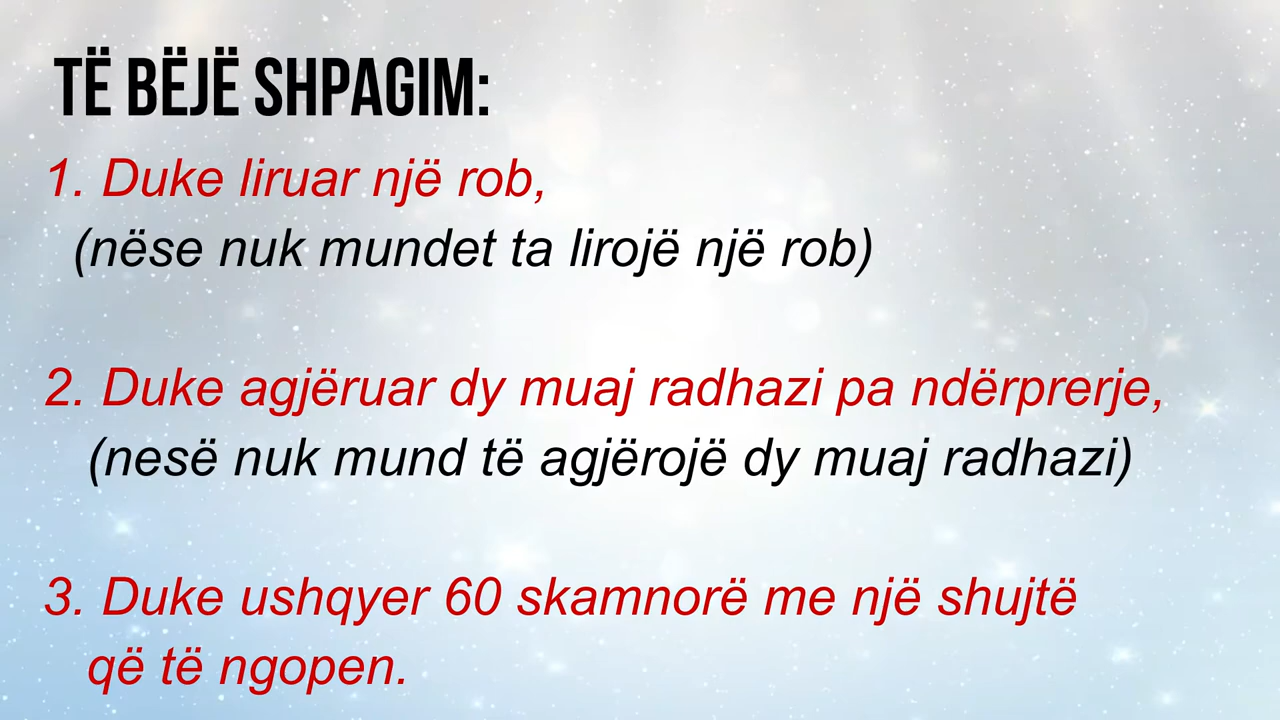 TË BËJË SHPAGIM:
1. Duke liruar një rob,
(nëse nuk mundet ta lirojë një rob)
2. Duke agjëruar dy muaj radhazi pa ndërprerje,
(nesë nuk mund të agjërojë dy muaj radhazi)
3. Duke ushqyer 60 skamnorë me një shujtë
që të ngopen.